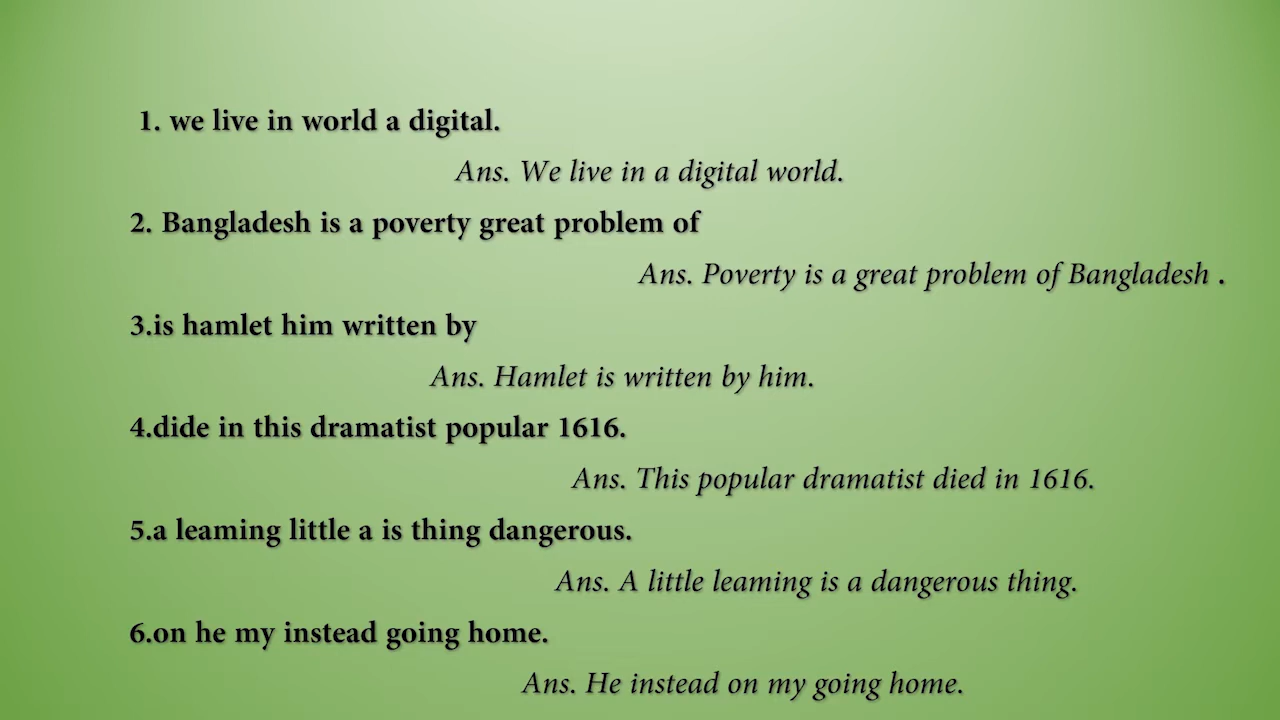 1. we live in world a digital.
Ans. We live in a digital world.
2. Bangladesh is a poverty great problem of
Ans. Poverty is a great problem of Bangladesh .
3.is hamlet him written by
Ans. Hamlet is written by him.
4.dide in this dramatist popular 1616.
Ans. This popular dramatist died in 1616.
5.a leaming little a is thing dangerous.
Ans. A little leaming is a dangerous thing.
6.on he my instead going home.
Ans. He instead on my going home.